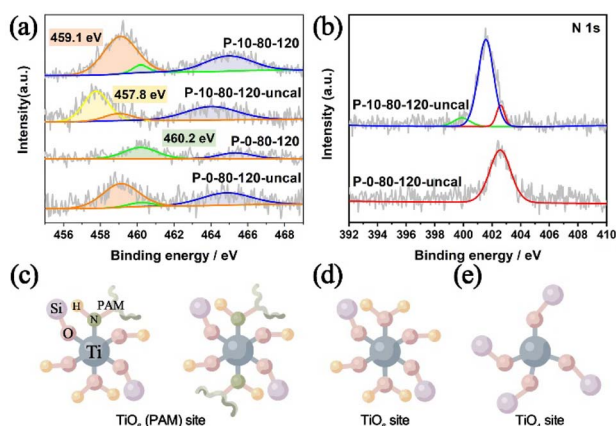 (a)
459.1 eV
P-10-80-120
457.8 eV
P-10-80-120-uncal
460.2 eV
P-0-80-120
P-0-80-120-uncal
Intensity(a.u.)
456 458 460 462 464 466 468
Binding energy / eV
(b)
N 1s
P-10-80-120-uncal
P-0-80-120-uncal
Intensity(a.u.)
392 394 396 398 400 402 404 406 408 410
Binding energy / eV
(c)
Si H PAM
N
O
Ti
(d)
(e)
TiO₆ (PAM) site
TiO₆ site
TiO₄ site